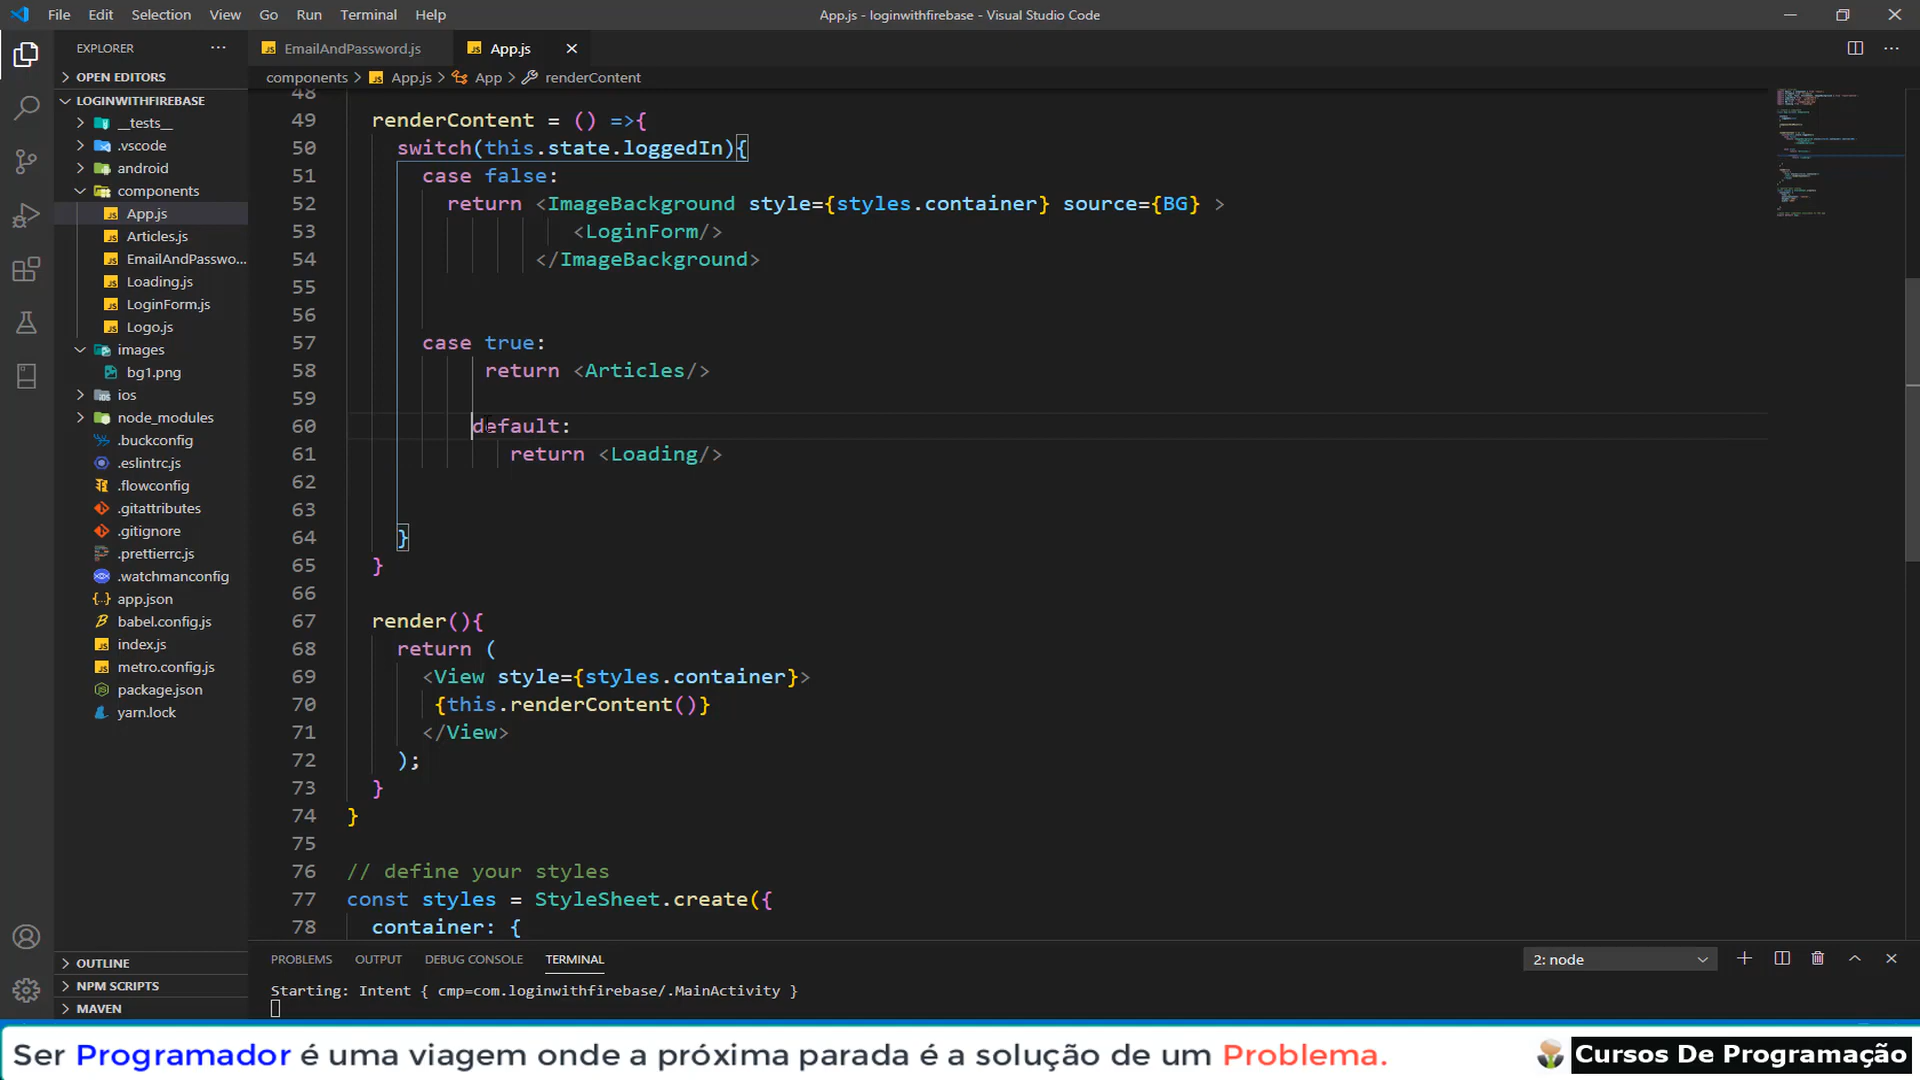 File Edit Selection View Go Run Terminal Help
App.js - loginwithfirebase - Visual Studio Code
EXPLORER
OPEN EDITORS
LOGINWITHFIREBASE
__tests__
.vscode
android
components
App.js
Articles.js
EmailAndPasswo...
Loading.js
LoginForm.js
Logo.js
images
bg1.png
ios
node_modules
.buckconfig
.eslintrc.js
.flowconfig
.gitattributes
.gitignore
.prettierrc.js
.watchmanconfig
app.json
babel.config.js
index.js
metro.config.js
package.json
yarn.lock
OUTLINE
NPM SCRIPTS
MAVEN
EmailAndPassword.js App.js
components > App.js > App > renderContent
48
49 renderContent = () =>{
50 switch(this.state.loggedIn){
51 case false:
52 return <ImageBackground style={styles.container} source={BG} >
53 <LoginForm/>
54 </ImageBackground>
55
56
57 case true:
58 return <Articles/>
59
60 default:
61 return <Loading/>
62
63
64 }
65 }
66
67 render(){
68 return (
69 <View style={styles.container}>
70 {this.renderContent()}
71 </View>
72 );
73 }
74 }
75
76 // define your styles
77 const styles = StyleSheet.create({
78 container: {
PROBLEMS OUTPUT DEBUG CONSOLE TERMINAL
2: node
Starting: Intent { cmp=com.loginwithfirebase/.MainActivity }
Ser Programador é uma viagem onde a próxima parada é a solução de um Problema.
Cursos De Programação